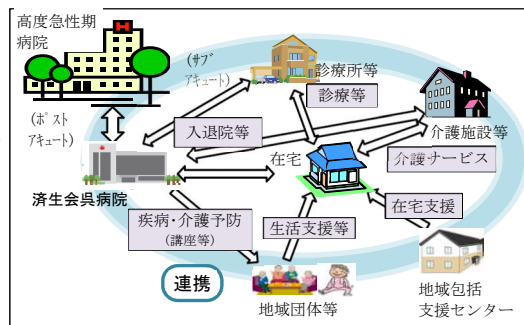 高度急性期
病院
(サブ
アキュート)
診療所等
診療等
(ポスト
アキュート)
入退院等
在宅
介護施設等
介護サービス
済生会呉病院
疾病・介護予防
(講座等)
生活支援等
在宅支援
連携
地域団体等
地域包括
支援センター